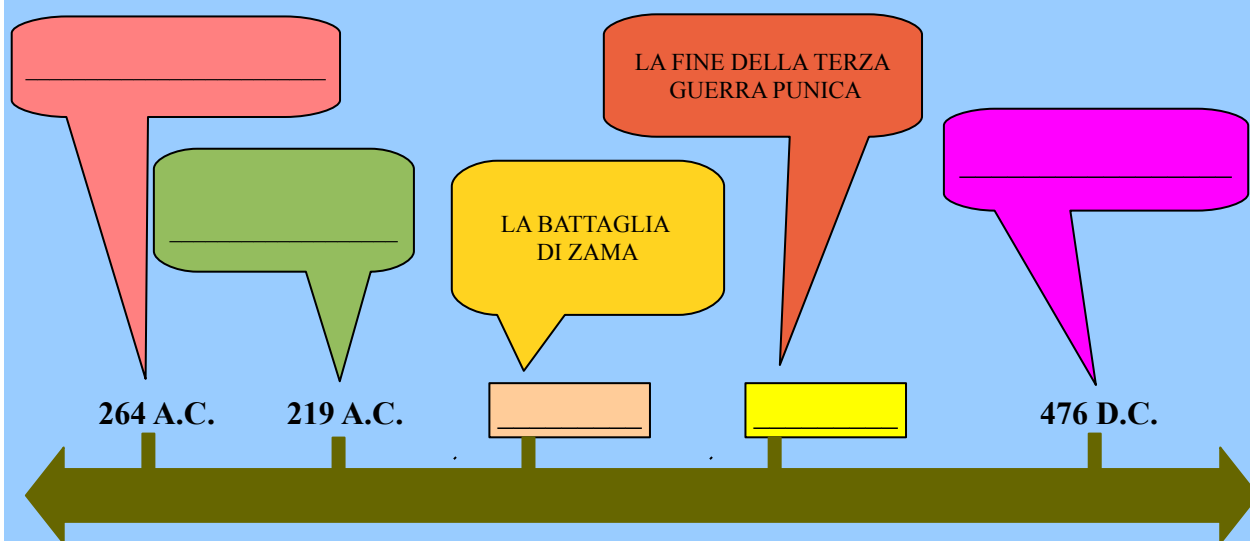 LA FINE DELLA TERZA
GUERRA PUNICA
LA BATTAGLIA
DI ZAMA
264 A.C.
219 A.C.
476 D.C.